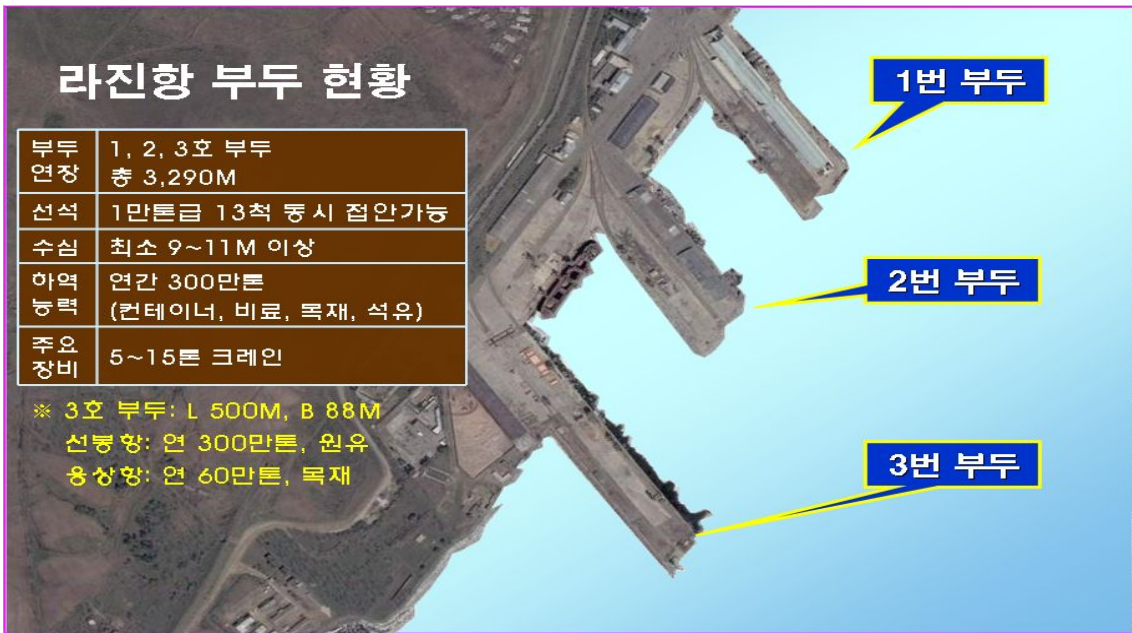 라진항 부두 현황
부두 연장
1, 2, 3호 부두
총 3,290M
선석
1만톤급 13척 동시 접안가능
수심
최소 9~11M 이상
하역 능력
연간 300만톤
(컨테이너, 비료, 목재, 석유)
주요 장비
5~15톤 크레인
※ 3호 부두: L 500M, B 88M
선봉항: 연 300만톤, 원유
웅상항: 연 60만톤, 목재
1번 부두
2번 부두
3번 부두